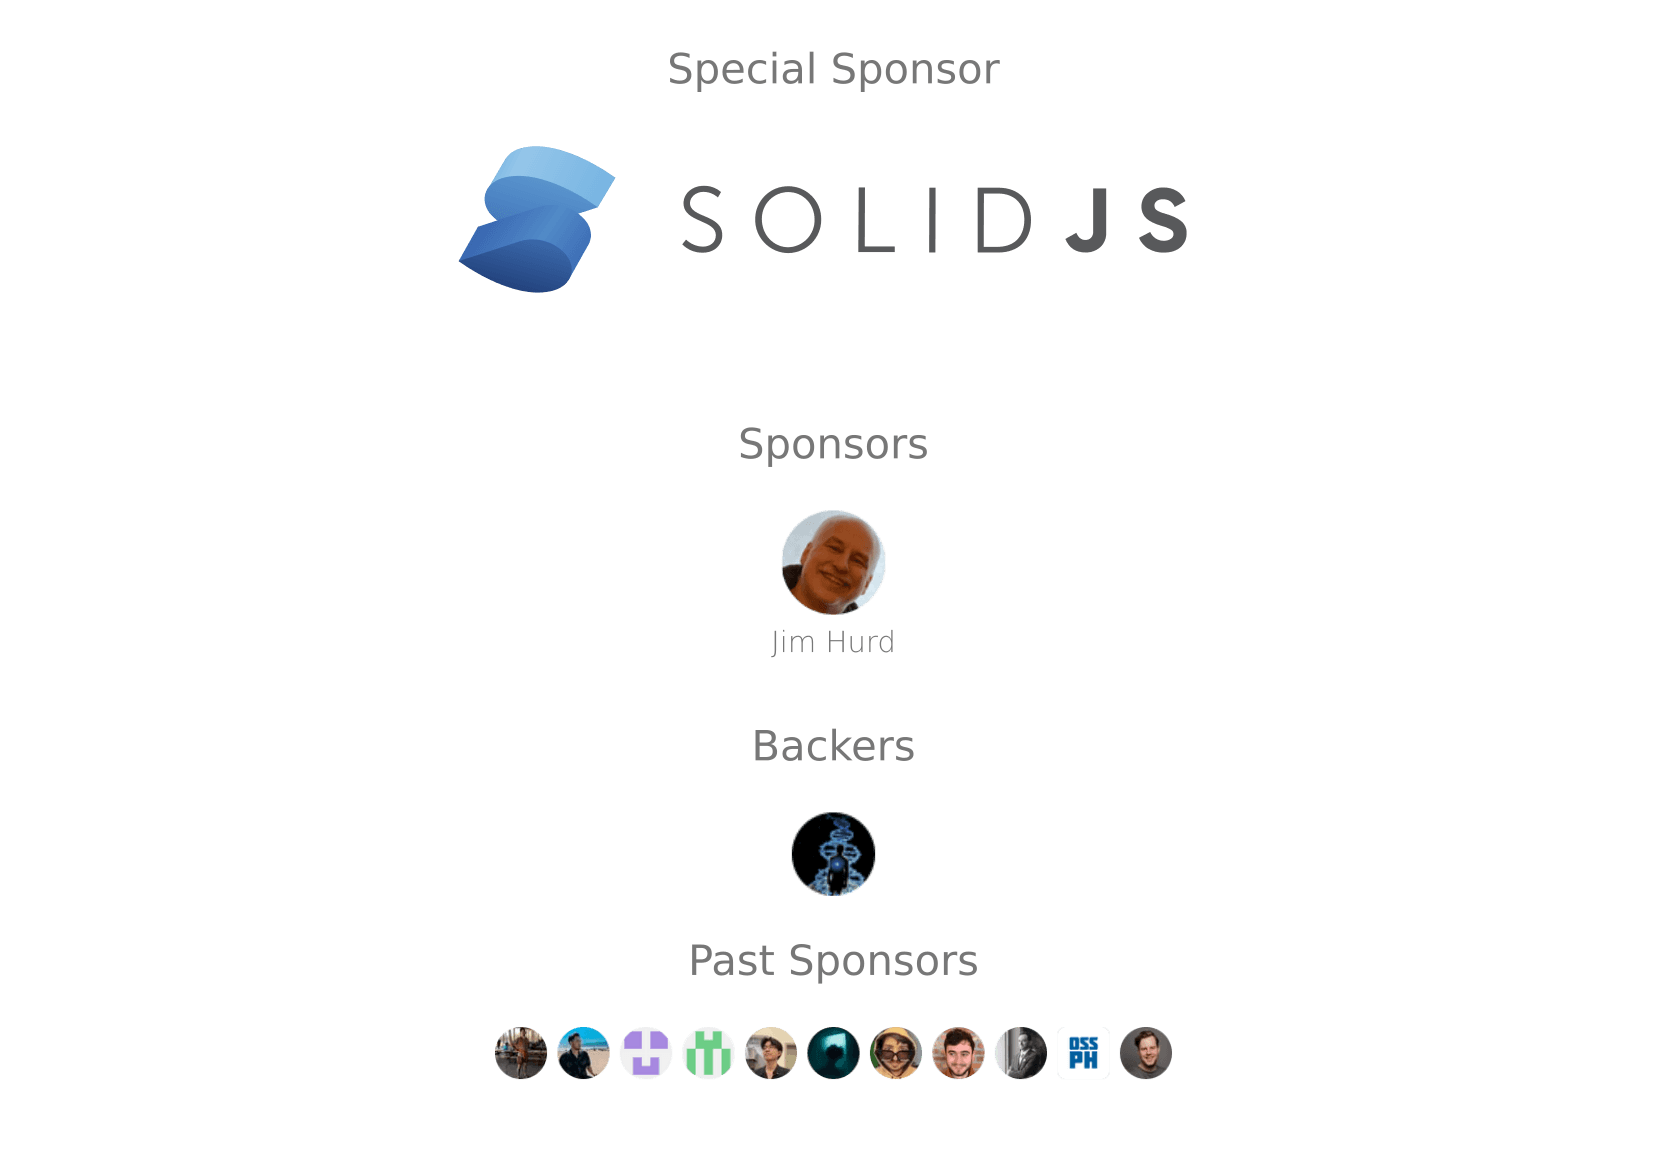 Special Sponsor
SOLIDJS
Sponsors
Jim Hurd
Backers
Past Sponsors
OSS
PH